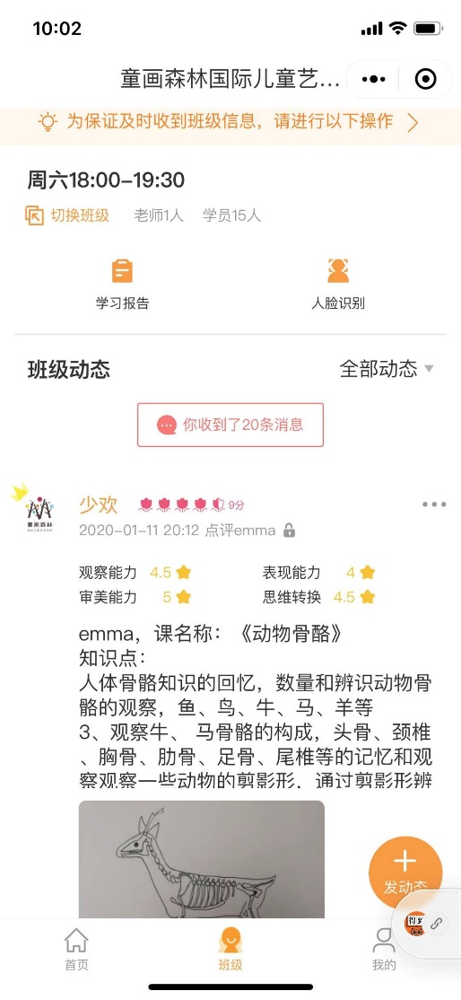 10:02
童画森林国际儿童艺...
为保证及时收到班级信息，请进行以下操作
周六18:00-19:30
切换班级 老师1人 学员15人
学习报告 人脸识别
班级动态 全部动态
你收到了20条消息
少欢 9分
2020-01-11 20:12 点评emma
童画森林
观察能力 4.5 表现能力 4
审美能力 5 思维转换 4.5
emma，课名称：《动物骨骼》
知识点：
人体骨骼知识的回忆，数量和辨识动物骨
骼的观察，鱼、鸟、牛、马、羊等
3、观察牛、 马骨骼的构成，头骨、颈椎
、胸骨、肋骨、足骨、尾椎等的记忆和观
察观察一些动物的剪影形，通过剪影形辨
发动态
首页 班级 我的